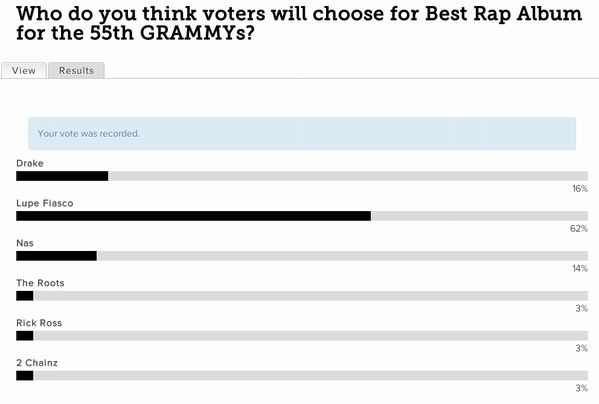 Who do you think voters will choose for Best Rap Album
for the 55th GRAMMYs?
View
Results
Your vote was recorded.
Drake
16%
Lupe Fiasco
62%
Nas
14%
The Roots
3%
Rick Ross
3%
2 Chainz
3%